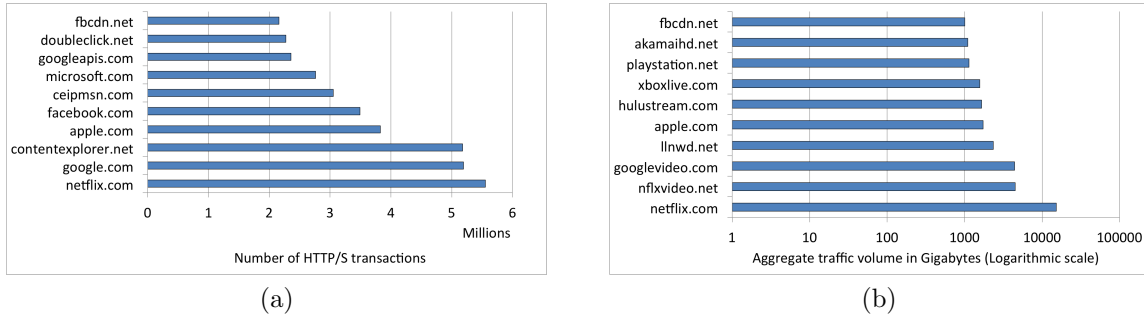 fbcdn.net
doubleclick.net
googleapis.com
microsoft.com
ceipmsn.com
facebook.com
apple.com
contentexplorer.net
google.com
netflix.com
0 1 2 3 4 5 6
Millions
Number of HTTP/S transactions
(a)
fbcdn.net
akamaihd.net
playstation.net
xboxlive.com
hulustream.com
apple.com
llnwd.net
googlevideo.com
nflxvideo.net
netflix.com
1 10 100 1000 10000 100000
Aggregate traffic volume in Gigabytes (Logarithmic scale)
(b)